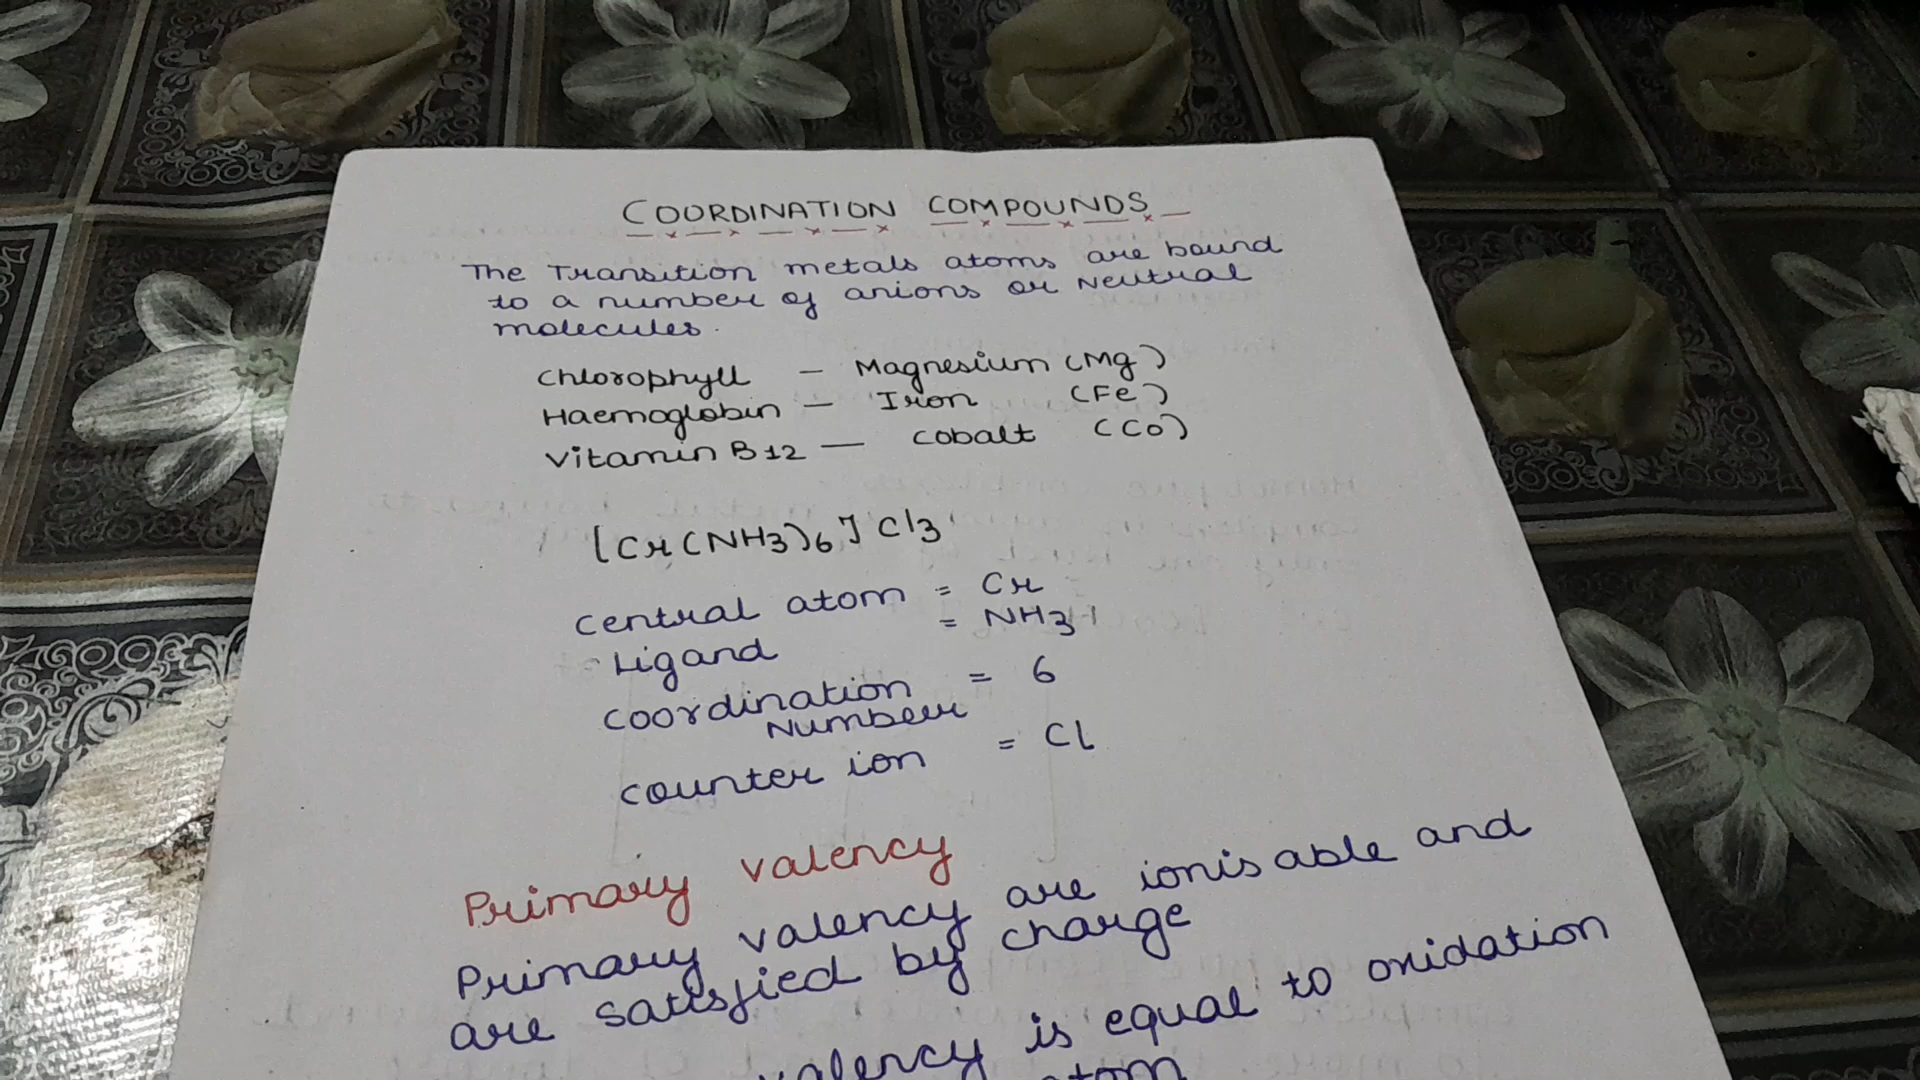 COORDINATION COMPOUNDS
The Transition metals atoms are bound
to a number of anions or Neutral
molecules.
Chlorophyll - Magnesium (Mg)
Haemoglobin - Iron (Fe)
Vitamin B12 - Cobalt (Co)
[Cr(NH3)6]Cl3
Central atom = Cr
Ligand = NH3
Coordination = 6
Number
counter ion = Cl
Primary valency
Primary valency are ionisable and
are satisfied by charge
valency is equal to oxidation
atom